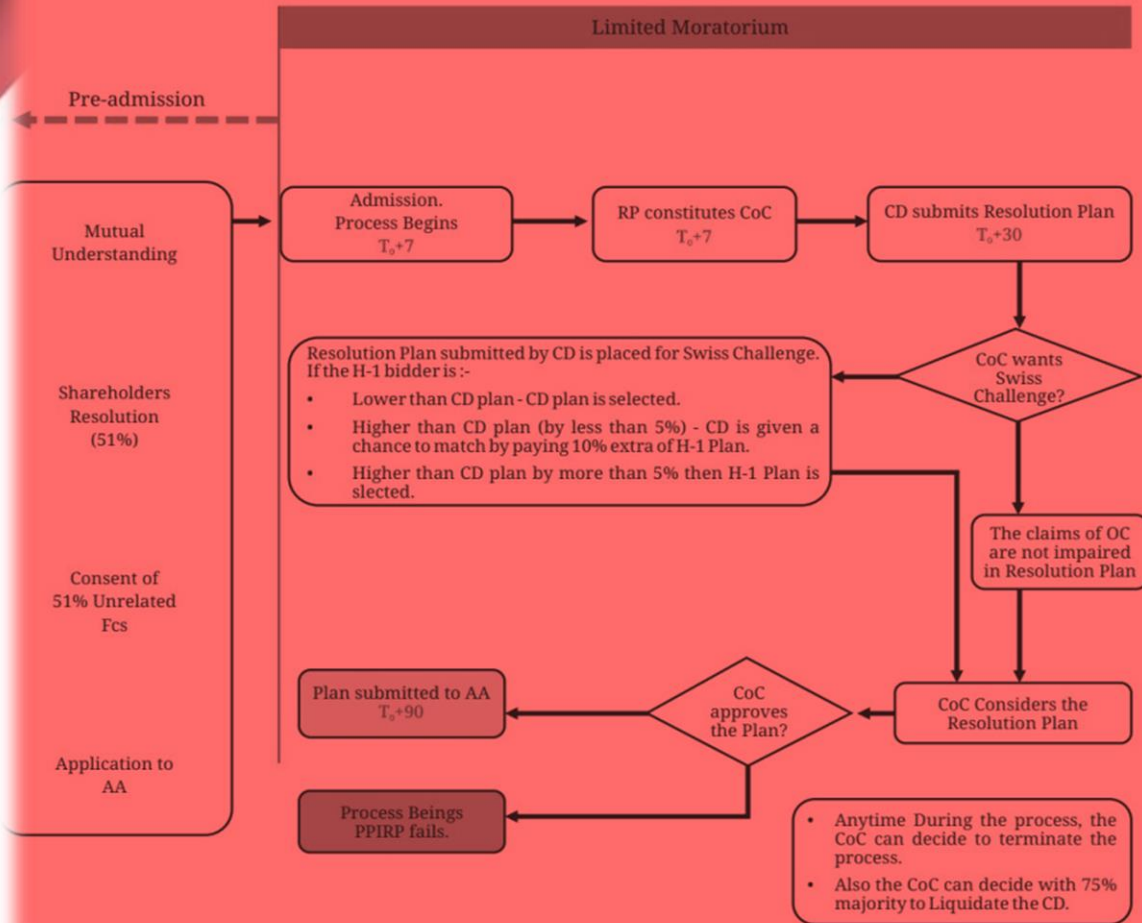 Limited Moratorium
Pre-admission
Mutual
Understanding
Shareholders
Resolution
(51%)
Consent of
51% Unrelated
Fcs
Application to
AA
Admission.
Process Begins
T₀+7
RP constitutes CoC
T₀+7
CD submits Resolution Plan
T₀+30
CoC wants
Swiss
Challenge?
Resolution Plan submitted by CD is placed for Swiss Challenge.
If the H-1 bidder is :-
• Lower than CD plan - CD plan is selected.
• Higher than CD plan (by less than 5%) - CD is given a
chance to match by paying 10% extra of H-1 Plan.
• Higher than CD plan by more than 5% then H-1 Plan is
slected.
The claims of OC
are not impaired
in Resolution Plan
CoC Considers the
Resolution Plan
CoC
approves
the Plan?
Plan submitted to AA
T₀+90
Process Beings
PPIRP fails.
• Anytime During the process, the
CoC can decide to terminate the
process.
• Also the CoC can decide with 75%
majority to Liquidate the CD.